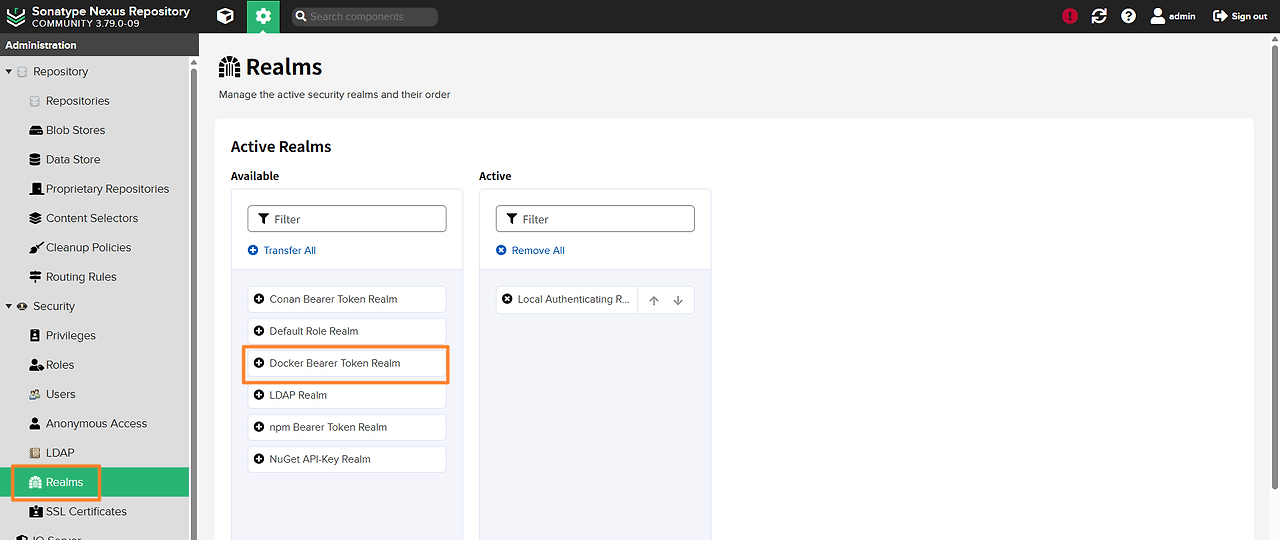 Sonatype Nexus Repository
COMMUNITY 3.79.0-09
Search components
admin
Sign out
Administration
Repository
Repositories
Blob Stores
Data Store
Proprietary Repositories
Content Selectors
Cleanup Policies
Routing Rules
Security
Privileges
Roles
Users
Anonymous Access
LDAP
Realms
SSL Certificates
IQ Server
Realms
Manage the active security realms and their order
Active Realms
Available
Filter
Transfer All
Conan Bearer Token Realm
Default Role Realm
Docker Bearer Token Realm
LDAP Realm
npm Bearer Token Realm
NuGet API-Key Realm
Active
Filter
Remove All
Local Authenticating R...